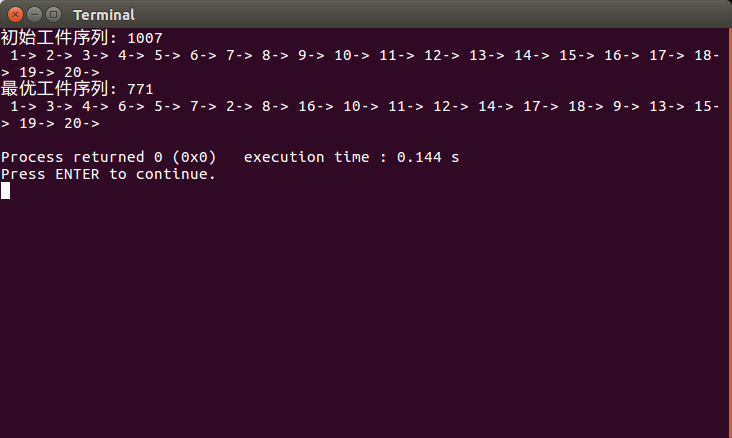 Terminal
初始工件序列: 1007
 1-> 2-> 3-> 4-> 5-> 6-> 7-> 8-> 9-> 10-> 11-> 12-> 13-> 14-> 15-> 16-> 17-> 18-
> 19-> 20->
最优工件序列: 771
 1-> 3-> 4-> 6-> 5-> 7-> 2-> 8-> 16-> 10-> 11-> 12-> 14-> 17-> 18-> 9-> 13-> 15-
> 19-> 20->
Process returned 0 (0x0)   execution time : 0.144 s
Press ENTER to continue.